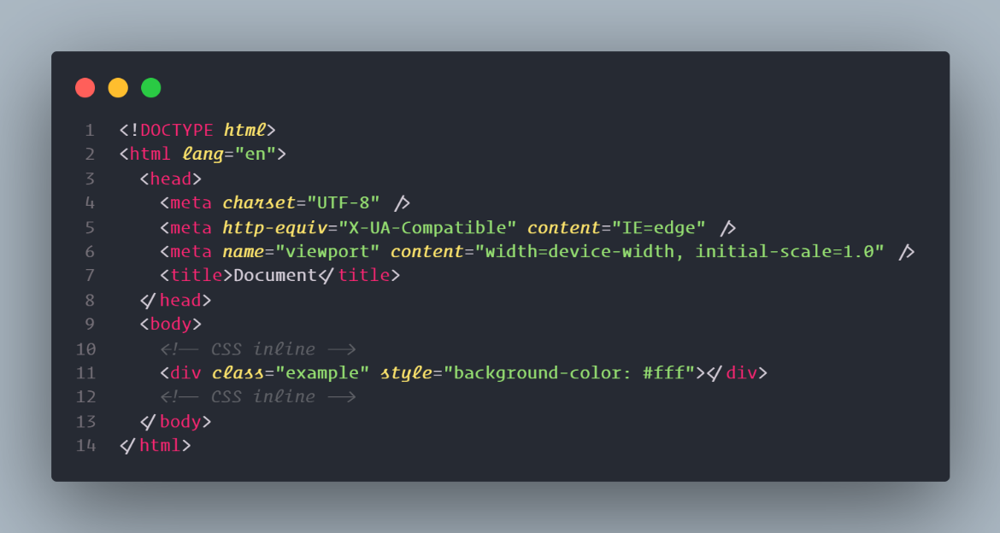 1 <!DOCTYPE html>
2 <html lang="en">
3   <head>
4     <meta charset="UTF-8" />
5     <meta http-equiv="X-UA-Compatible" content="IE=edge" />
6     <meta name="viewport" content="width=device-width, initial-scale=1.0" />
7     <title>Document</title>
8   </head>
9   <body>
10     <!-- CSS inline -->
11     <div class="example" style="background-color: #fff"></div>
12     <!-- CSS inline -->
13   </body>
14 </html>